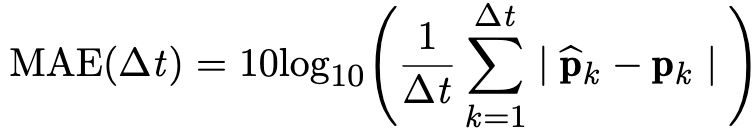 MAE(Δt) = 10log₁₀( 1/Δt ∑_{k=1}^{Δt} | p̂ₖ − pₖ | )